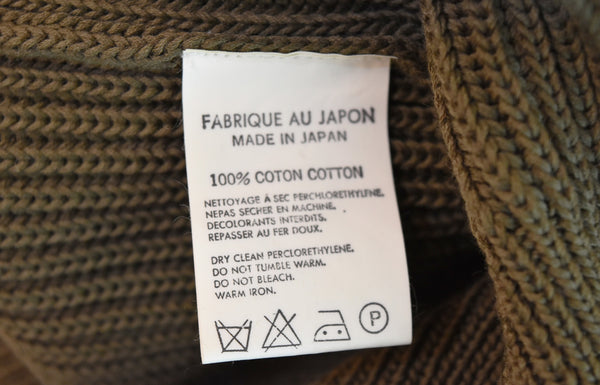 FABRIQUE AU JAPON
MADE IN JAPAN
100% COTON COTTON
NETTOYAGE À SEC PERCHLORETHYLENE.
NEPAS SECHER EN MACHINE.
DECOLORANTS INTERDITS.
REPASSER AU FER DOUX.
DRY CLEAN PERCLORETHYLENE.
DO NOT TUMBLE WARM.
DO NOT BLEACH.
WARM IRON.
P